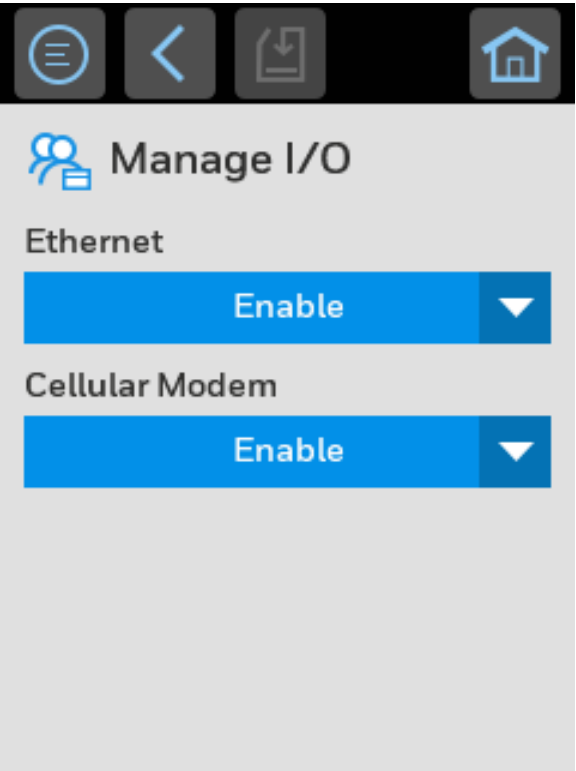 Manage I/O
Ethernet
Enable
Cellular Modem
Enable